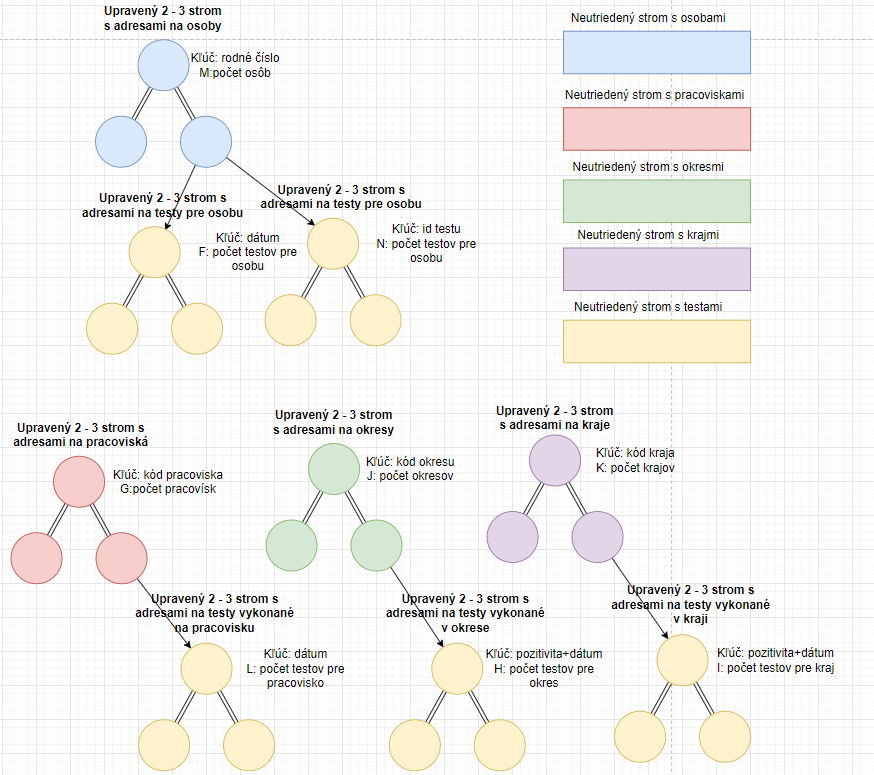 Upravený 2 - 3 strom
s adresami na osoby
Kľúč: rodné číslo
M:počet osôb
Upravený 2 - 3 strom s
adresami na testy pre osobu
Kľúč: dátum
F: počet testov pre
osobu
Upravený 2 - 3 strom s
adresami na testy pre osobu
Kľúč: id testu
N: počet testov pre
osobu
Neutriedený strom s osobami
Neutriedený strom s pracoviskami
Neutriedený strom s okresmi
Neutriedený strom s krajmi
Neutriedený strom s testami
Upravený 2 - 3 strom s
adresami na pracoviská
Kľúč: kód pracoviska
G:počet pracovísk
Upravený 2 - 3 strom
s adresami na okresy
Kľúč: kód okresu
J: počet okresov
Upravený 2 - 3 strom
s adresami na kraje
Kľúč: kód kraja
K: počet krajov
Upravený 2 - 3 strom s
adresami na testy vykonané
na pracovisku
Kľúč: dátum
L: počet testov pre
pracovisko
Upravený 2 - 3 strom s
adresami na testy vykonané
v okrese
Kľúč: pozitivita+dátum
H: počet testov pre
okres
Upravený 2 - 3 strom s
adresami na testy vykonané
v kraji
Kľúč: pozitivita+dátum
I: počet testov pre kraj